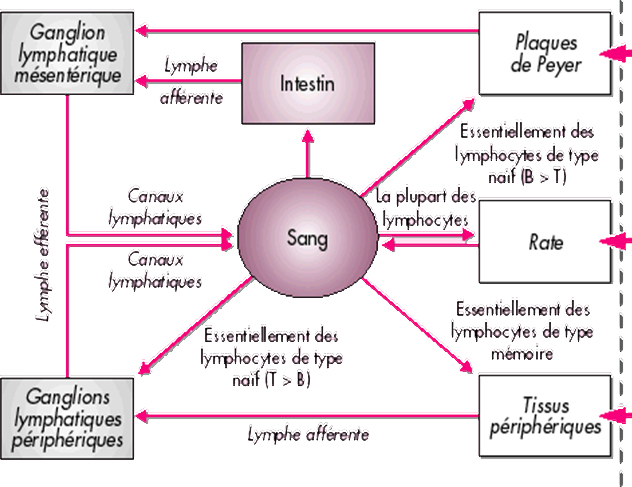 Ganglion
lymphatique
mésentérique
Lymphe
afférente
Intestin
Plaques
de Peyer
Essentiellement des
lymphocytes de type
naïf (B > T)
Canaux
lymphatiques
La plupart des
lymphocytes
Sang
Rate
Lymphe efférente
Canaux
lymphatiques
Essentiellement des
lymphocytes de type
naïf (T > B)
Essentiellement des
lymphocytes de type
mémoire
Ganglions
lymphatiques
périphériques
Lymphe afférente
Tissus
périphériques